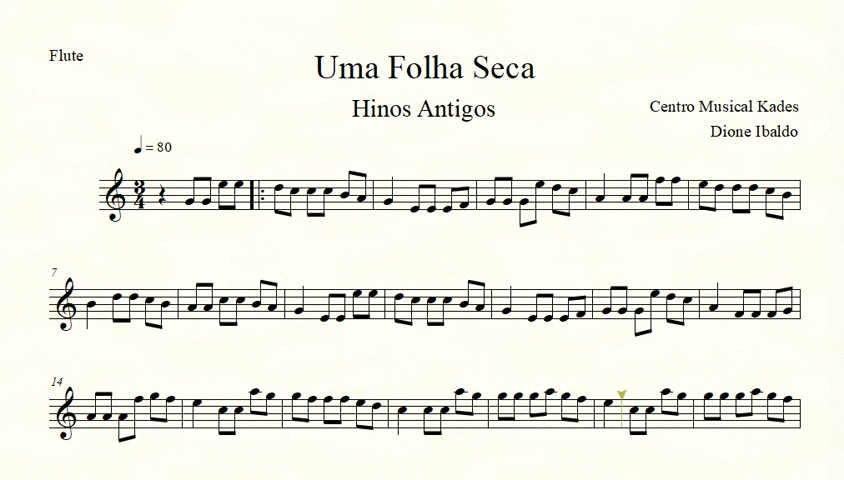 Flute
Uma Folha Seca
Hinos Antigos
Centro Musical Kades
Dione Ibaldo
= 80
3
4
7
14